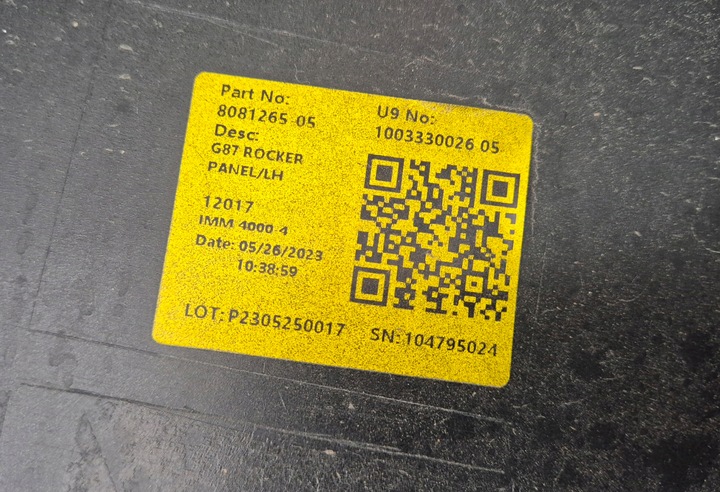 Part No:
8081265-05
Desc:
G87 ROCKER
PANEL/LH
U9 No:
1003330026 05
12017
IMM 4000-4
Date: 05/26/2023
10:38:59
LOT: P2305250017
SN: 104795024